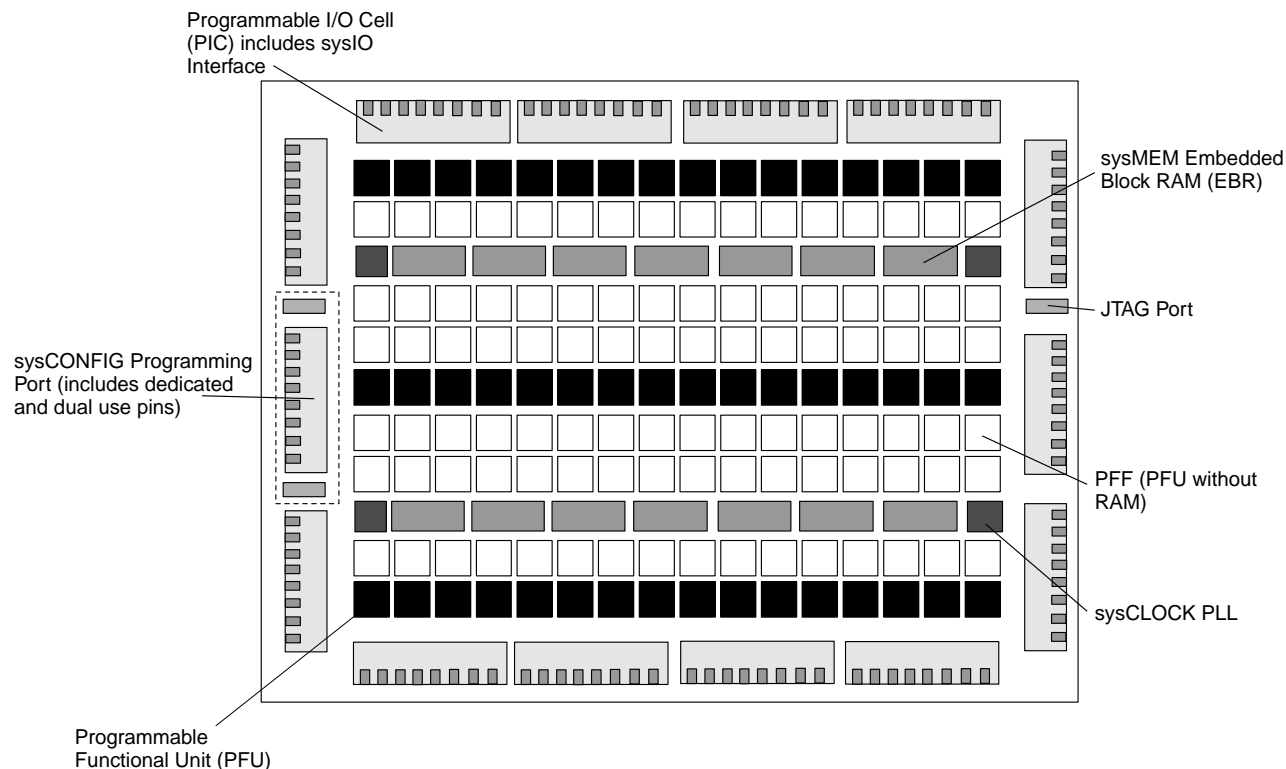 Programmable I/O Cell
(PIC) includes sysIO
Interface
sysMEM Embedded
Block RAM (EBR)
JTAG Port
sysCONFIG Programming
Port (includes dedicated
and dual use pins)
PFF (PFU without
RAM)
sysCLOCK PLL
Programmable
Functional Unit (PFU)